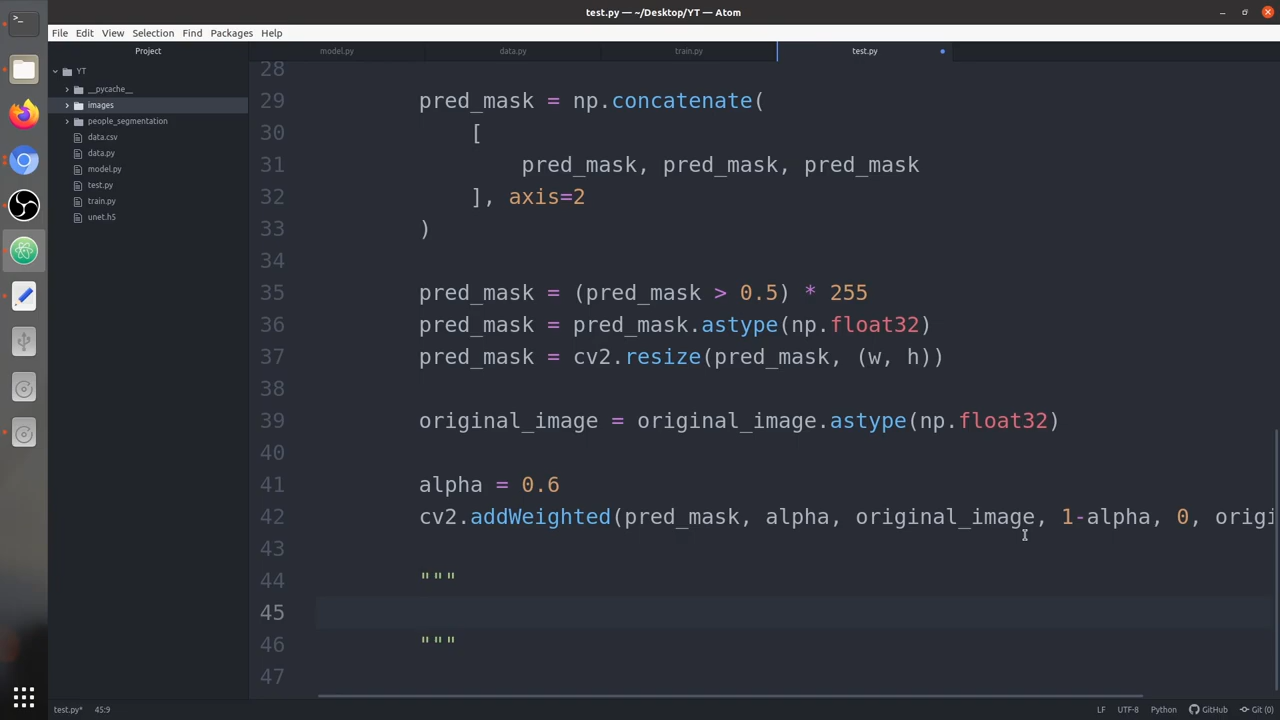 test.py — ~/Desktop/YT — Atom
File Edit View Selection Find Packages Help
Project
model.py
data.py
train.py
test.py
YT
__pycache__
images
people_segmentation
data.csv
data.py
model.py
test.py
train.py
unet.h5
28
29 pred_mask = np.concatenate(
30 [
31 pred_mask, pred_mask, pred_mask
32 ], axis=2
33 )
34
35 pred_mask = (pred_mask > 0.5) * 255
36 pred_mask = pred_mask.astype(np.float32)
37 pred_mask = cv2.resize(pred_mask, (w, h))
38
39 original_image = original_image.astype(np.float32)
40
41 alpha = 0.6
42 cv2.addWeighted(pred_mask, alpha, original_image, 1-alpha, 0, origi
43
44 """
45
46 """
47
test.py* 45:9 LF UTF-8 Python GitHub Git (0)